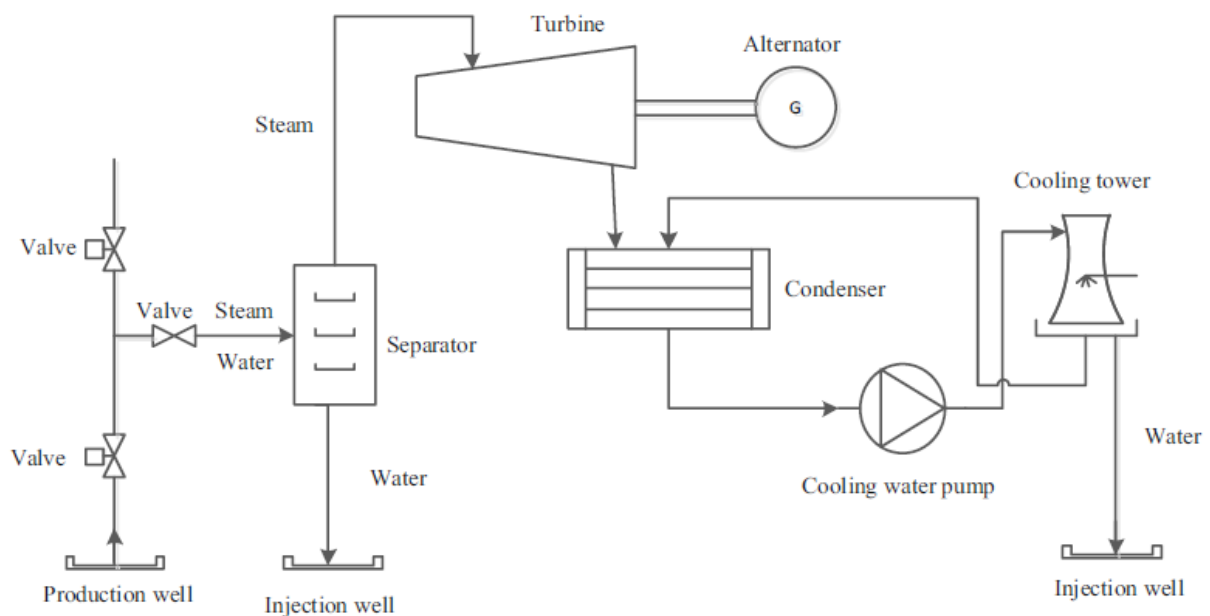 Turbine
Alternator
G
Steam
Cooling tower
Valve
Valve
Steam
Condenser
Separator
Water
Valve
Water
Water
Cooling water pump
Production well
Injection well
Injection well